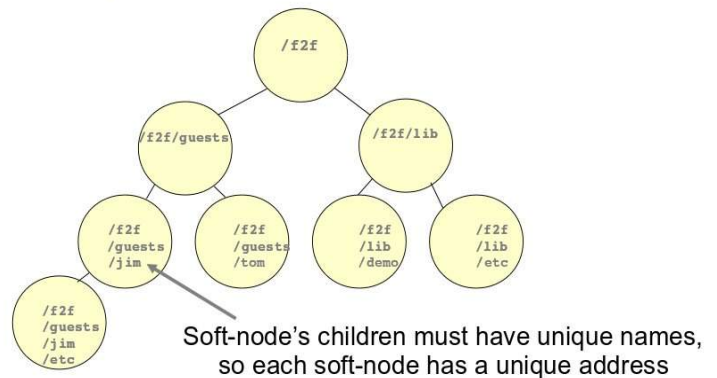 /f2f
/f2f/guests
/f2f/lib
/f2f
/guests
/jim
/f2f
/guests
/tom
/f2f
/lib
/demo
/f2f
/lib
/etc
/f2f
/guests
/jim
/etc
Soft-node's children must have unique names,
so each soft-node has a unique address